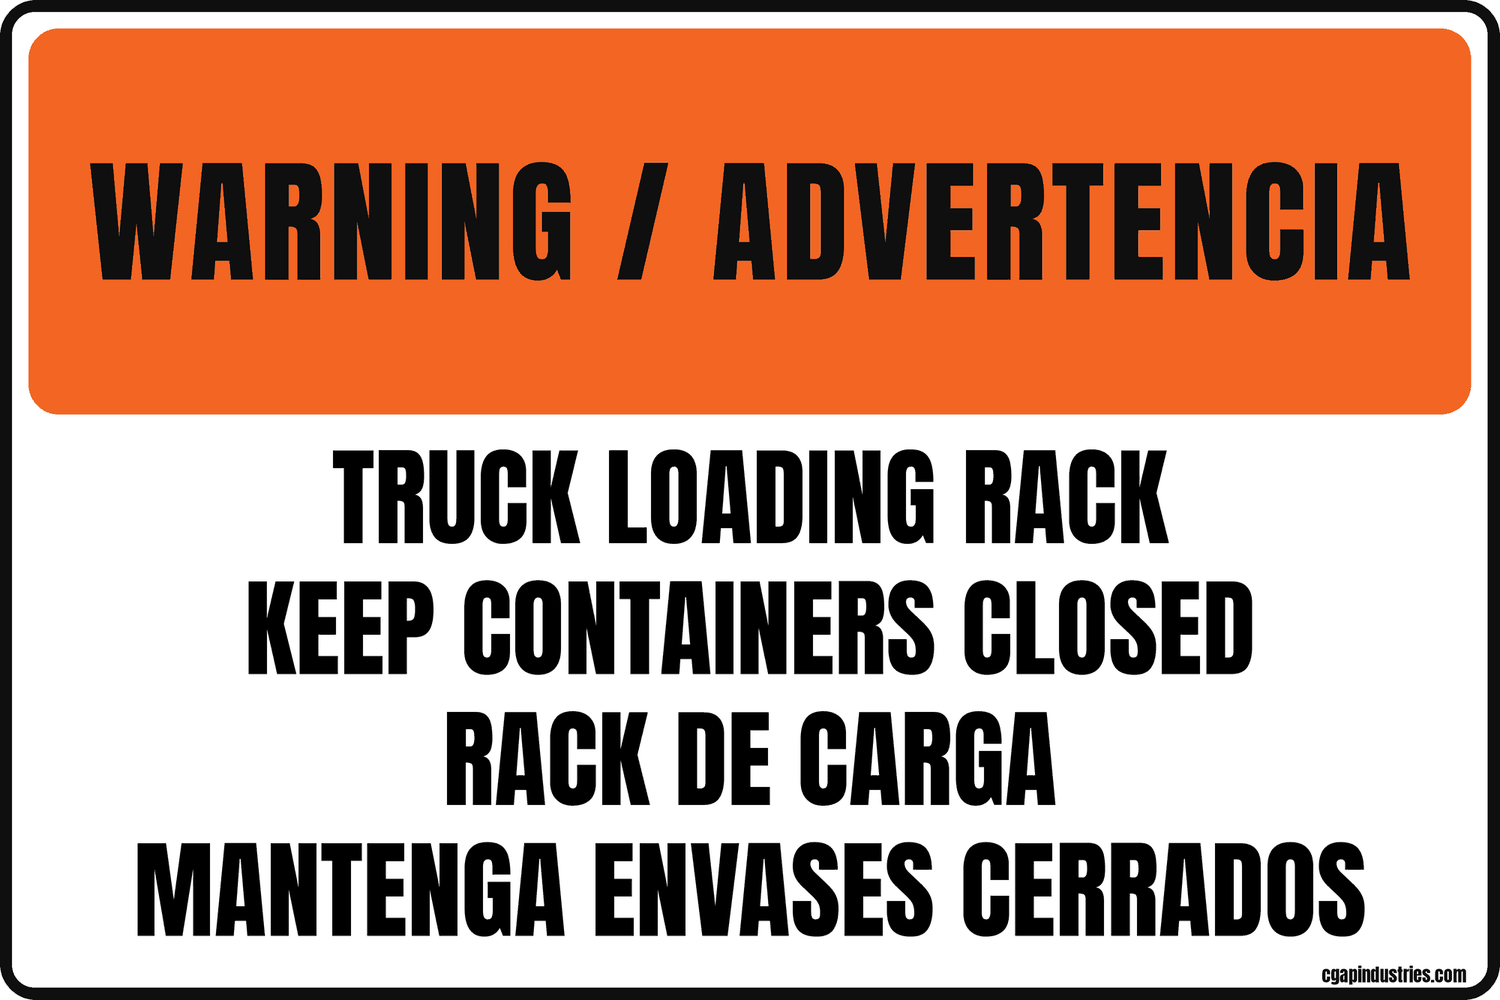 WARNING / ADVERTENCIA
TRUCK LOADING RACK
KEEP CONTAINERS CLOSED
RACK DE CARGA
MANTENGA ENVASES CERRADOS
cgapindustries.com